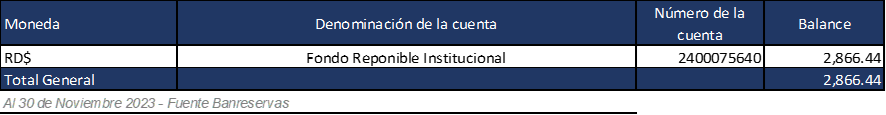 Moneda Denominación de la cuenta Número de la cuenta Balance
RD$ Fondo Reponible Institucional 2400075640 2,866.44
Total General 2,866.44
Al 30 de Noviembre 2023 - Fuente Banreservas